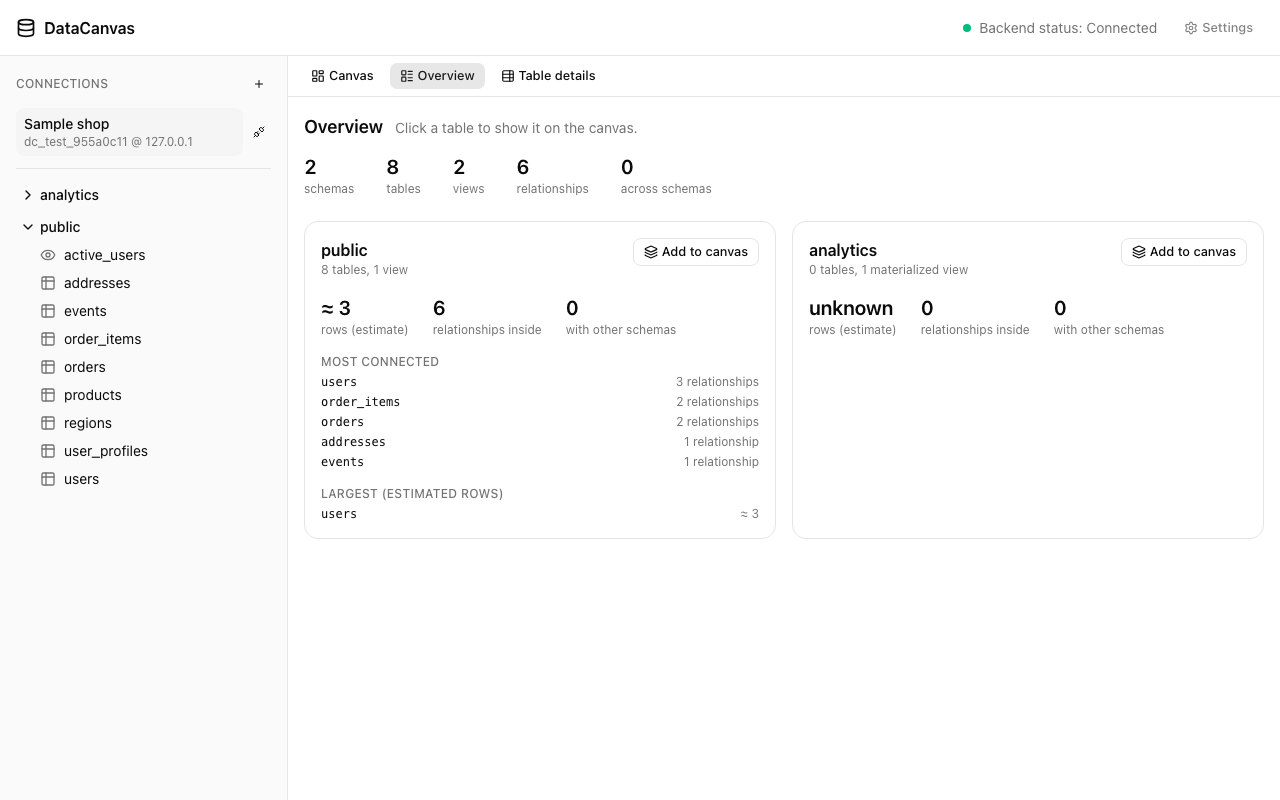 DataCanvas
Backend status: Connected
Settings
CONNECTIONS
+
Sample shop
dc_test_955a0c11 @ 127.0.0.1
analytics
public
active_users
addresses
events
order_items
orders
products
regions
user_profiles
users
Canvas
Overview
Table details
Overview Click a table to show it on the canvas.
2 8 2 6 0
schemas tables views relationships across schemas
public
Add to canvas
8 tables, 1 view
≈ 3 6 0
rows (estimate) relationships inside with other schemas
MOST CONNECTED
users 3 relationships
order_items 2 relationships
orders 2 relationships
addresses 1 relationship
events 1 relationship
LARGEST (ESTIMATED ROWS)
users ≈ 3
analytics
Add to canvas
0 tables, 1 materialized view
unknown 0 0
rows (estimate) relationships inside with other schemas